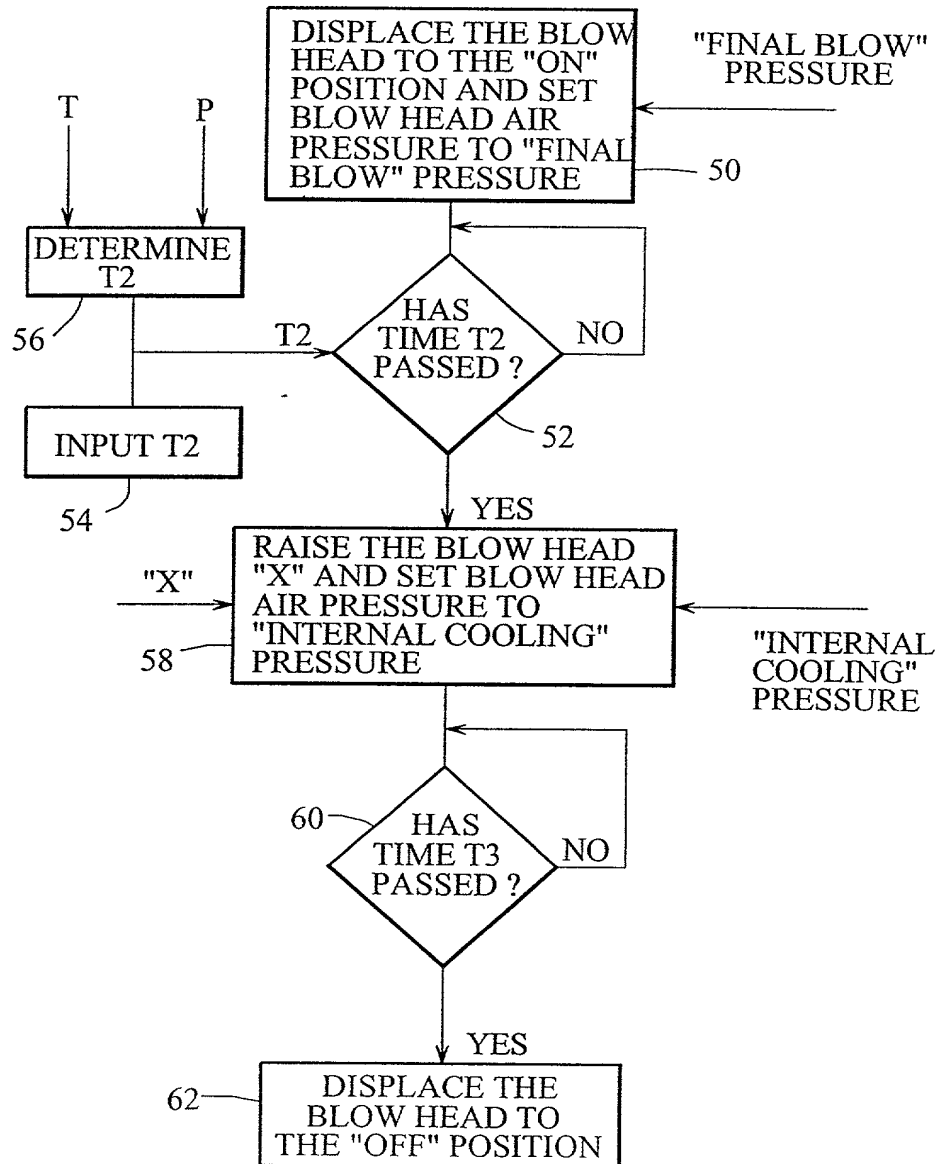 DISPLACE THE BLOW
HEAD TO THE "ON"
POSITION AND SET
BLOW HEAD AIR
PRESSURE TO "FINAL
BLOW" PRESSURE
"FINAL BLOW"
PRESSURE
50
T
P
DETERMINE
T2
56
T2
HAS
TIME T2
PASSED ?
NO
52
INPUT T2
54
YES
RAISE THE BLOW HEAD
"X" AND SET BLOW HEAD
AIR PRESSURE TO
"INTERNAL COOLING"
PRESSURE
"X"
58
"INTERNAL
COOLING"
PRESSURE
60
HAS
TIME T3
PASSED ?
NO
YES
62
DISPLACE THE
BLOW HEAD TO
THE "OFF" POSITION